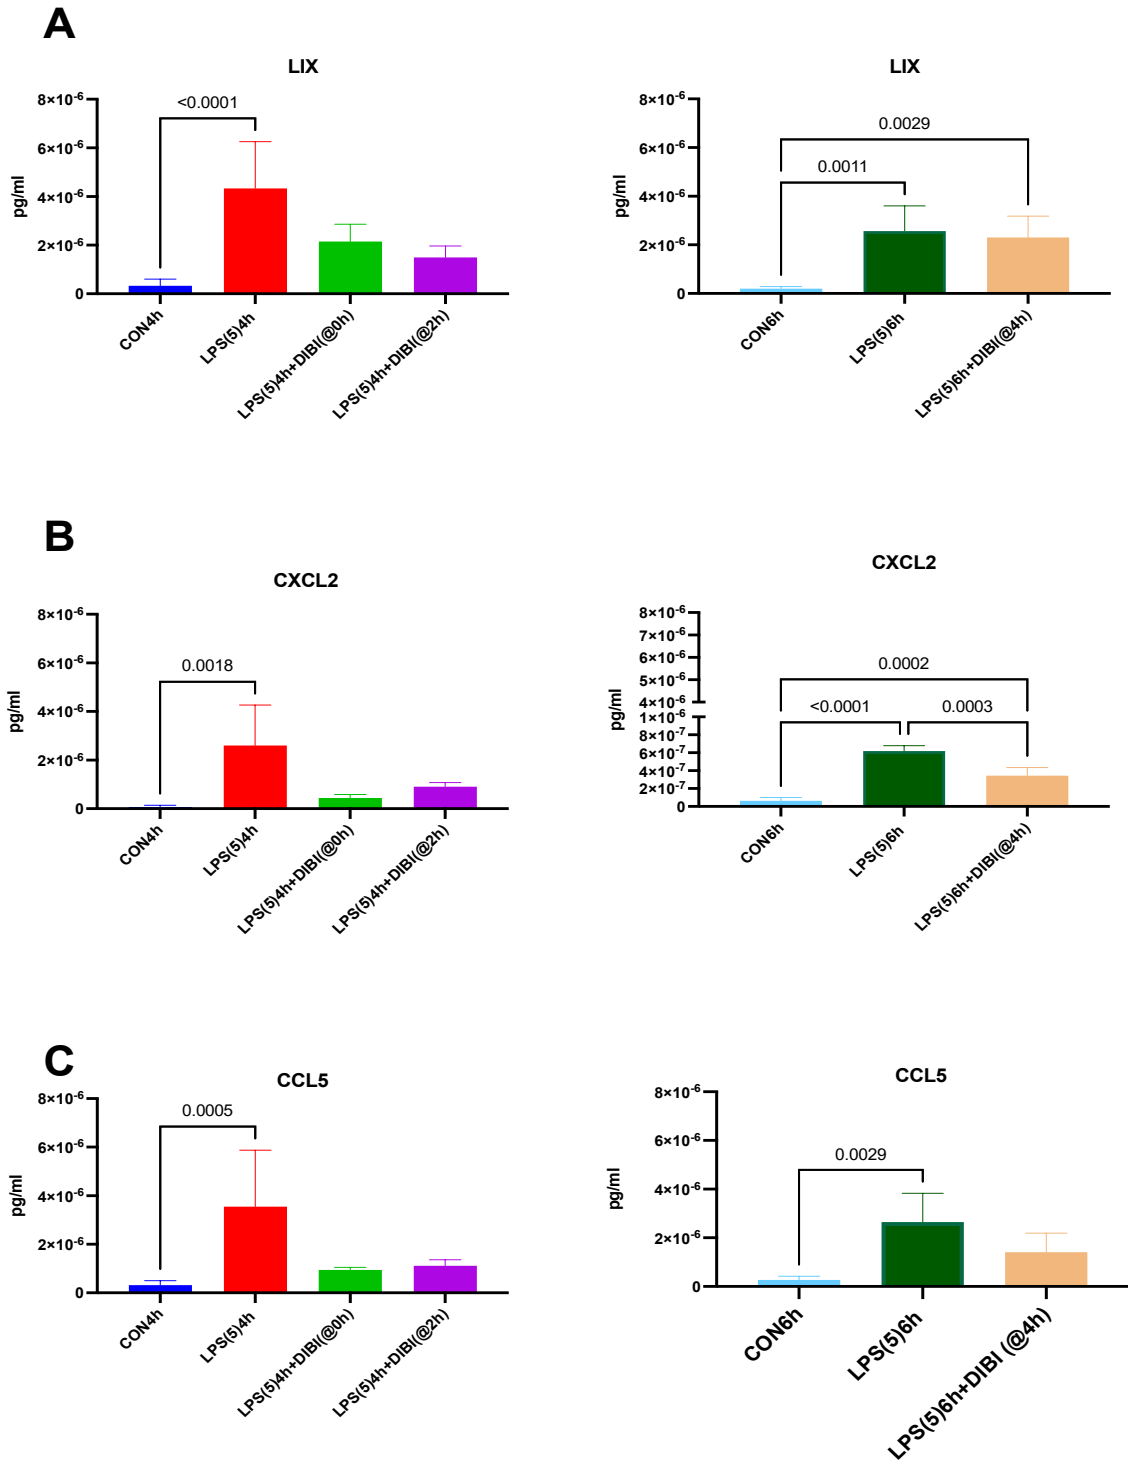 A
LIX
8×10⁻⁶
6×10⁻⁶
4×10⁻⁶
2×10⁻⁶
0
pg/ml
<0.0001
CON4h
LPS(5)4h
LPS(5)4h+DIBI(@0h)
LPS(5)4h+DIBI(@2h)
LIX
8×10⁻⁶
6×10⁻⁶
4×10⁻⁶
2×10⁻⁶
0
pg/ml
0.0029
0.0011
CON6h
LPS(5)6h
LPS(5)6h+DIBI(@4h)
B
CXCL2
8×10⁻⁶
6×10⁻⁶
4×10⁻⁶
2×10⁻⁶
0
pg/ml
0.0018
CON4h
LPS(5)4h
LPS(5)4h+DIBI(@0h)
LPS(5)4h+DIBI(@2h)
CXCL2
8×10⁻⁶
7×10⁻⁶
6×10⁻⁶
5×10⁻⁶
4×10⁻⁶
1×10⁻⁶
8×10⁻⁷
6×10⁻⁷
4×10⁻⁷
2×10⁻⁷
0
pg/ml
0.0002
<0.0001
0.0003
CON6h
LPS(5)6h
LPS(5)6h+DIBI(@4h)
C
CCL5
8×10⁻⁶
6×10⁻⁶
4×10⁻⁶
2×10⁻⁶
0
pg/ml
0.0005
CON4h
LPS(5)4h
LPS(5)4h+DIBI(@0h)
LPS(5)4h+DIBI(@2h)
CCL5
8×10⁻⁶
6×10⁻⁶
4×10⁻⁶
2×10⁻⁶
0
pg/ml
0.0029
CON6h
LPS(5)6h
LPS(5)6h+DIBI (@4h)